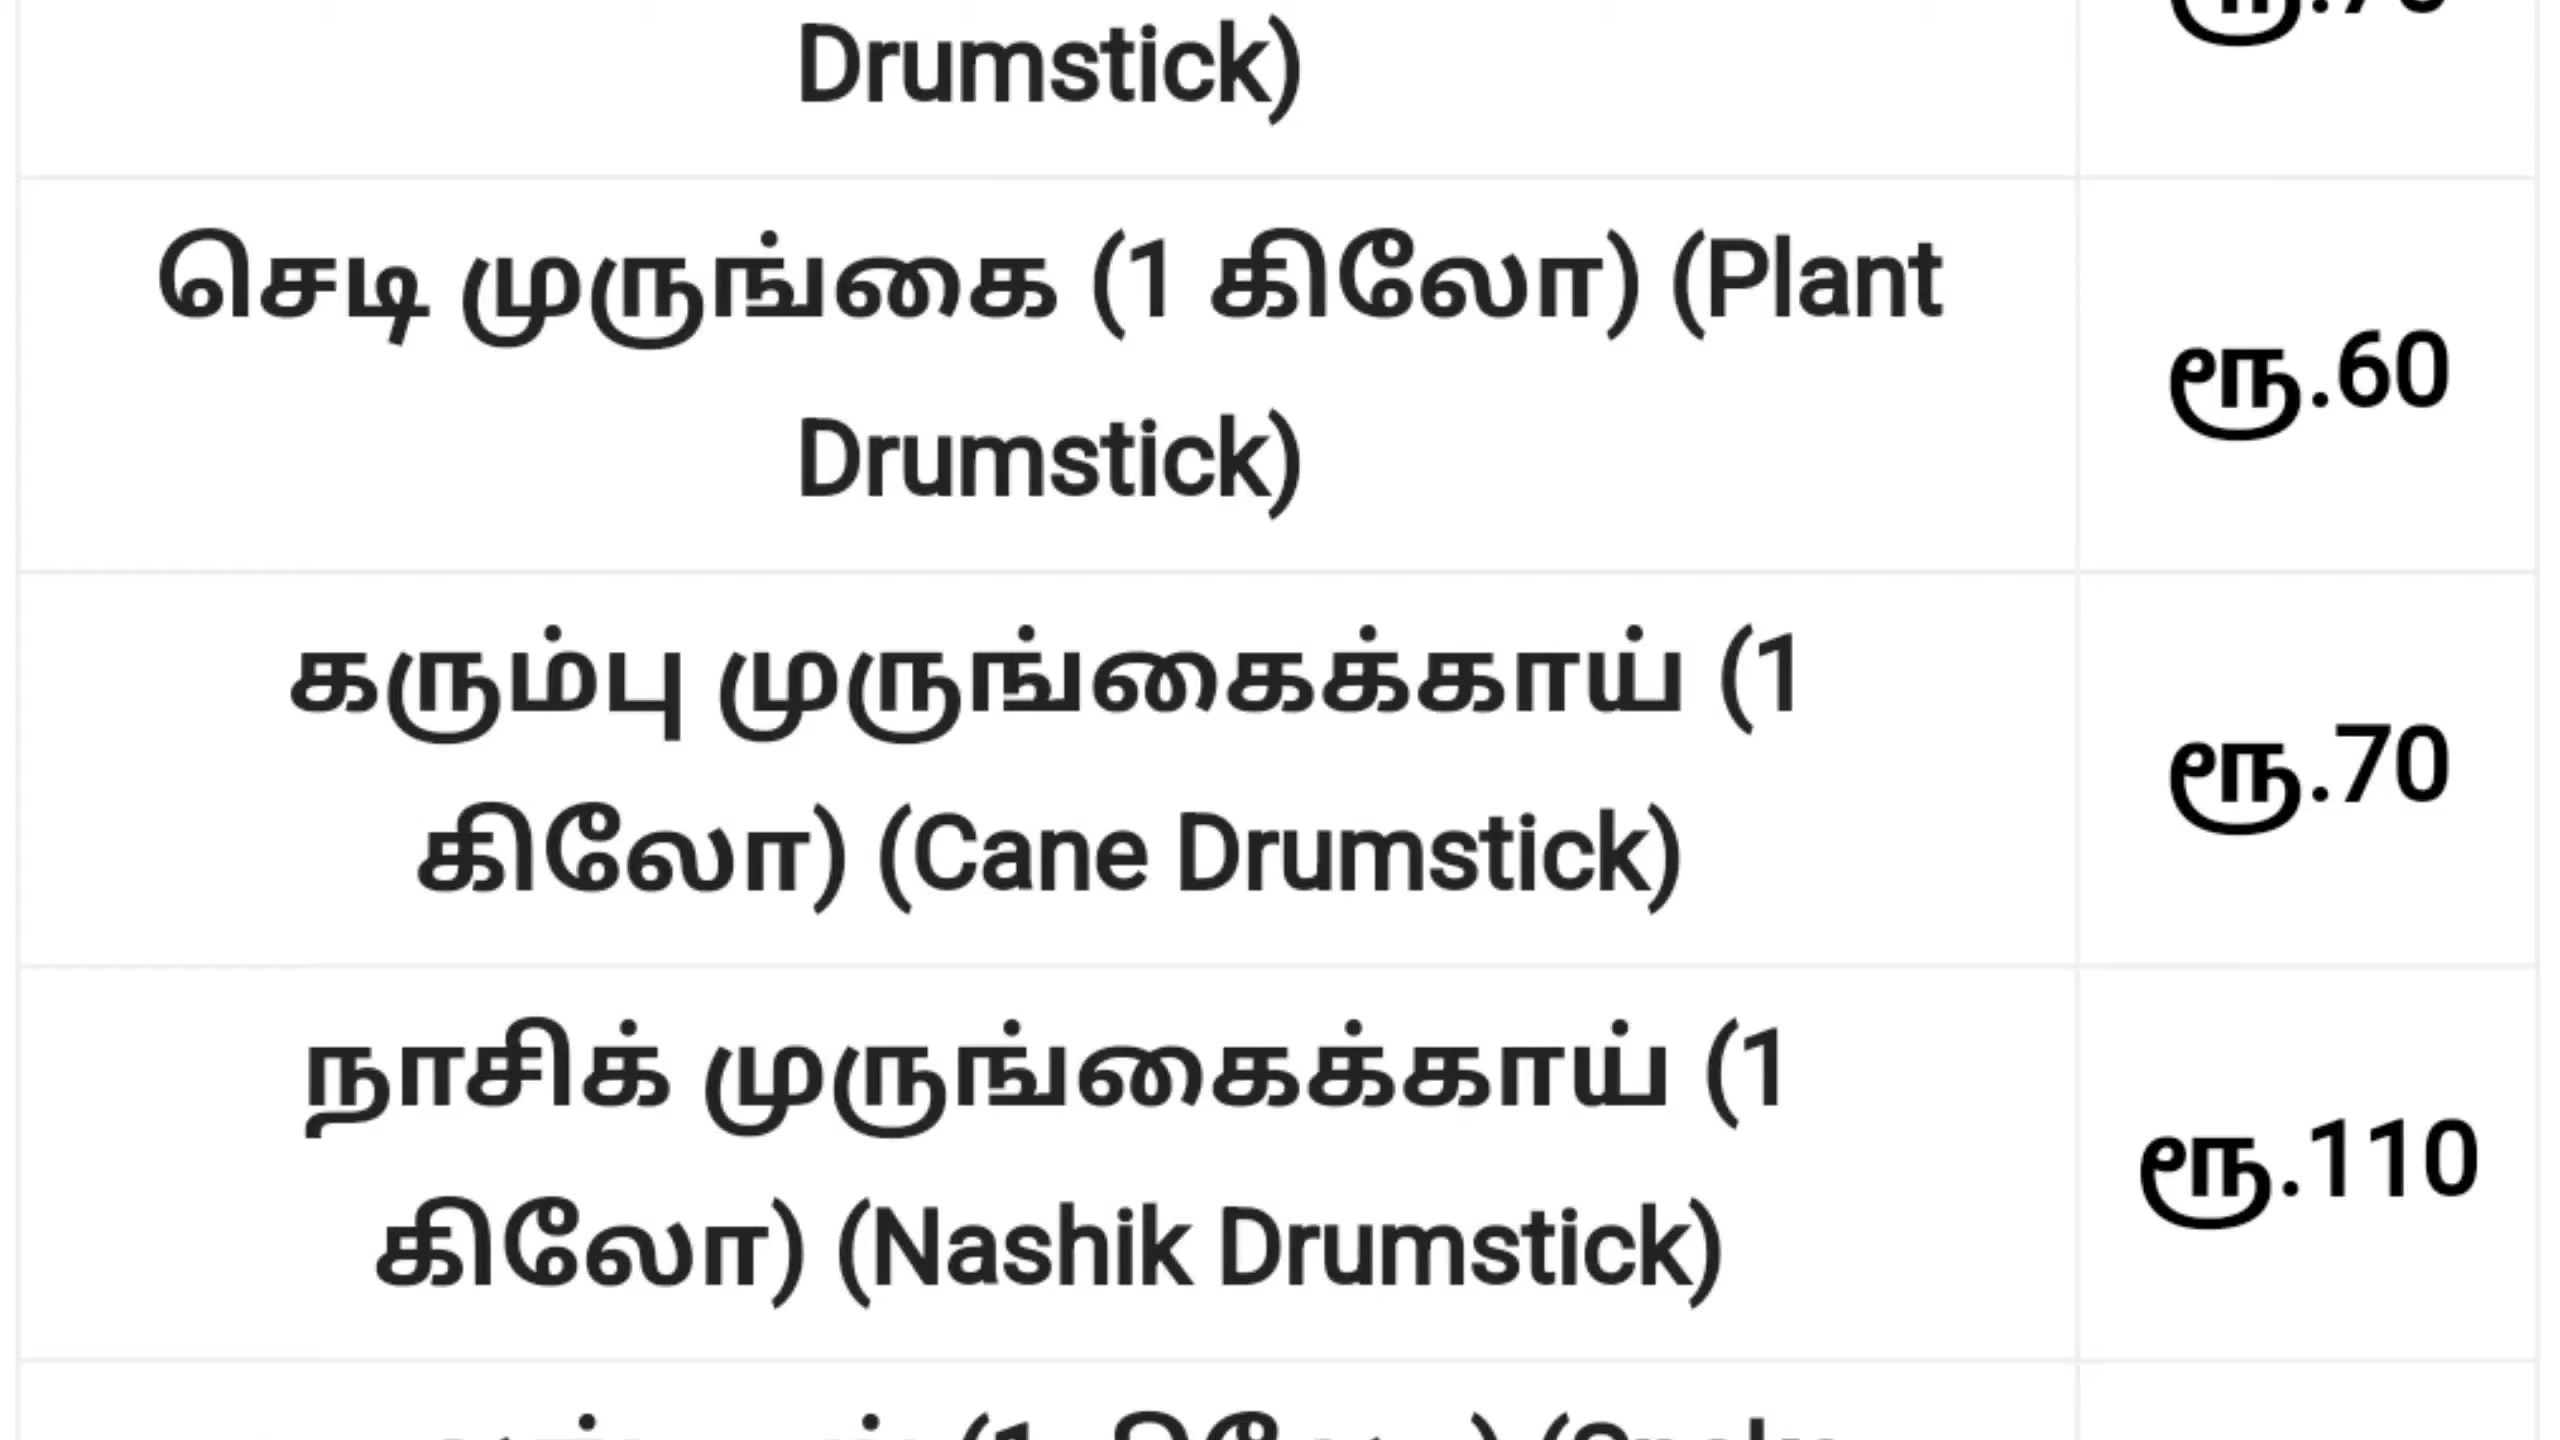 Drumstick)
செடி முருங்கை (1 கிலோ) (Plant
Drumstick)
ரூ.60
கரும்பு முருங்கைக்காய் (1
கிலோ) (Cane Drumstick)
ரூ.70
நாசிக் முருங்கைக்காய் (1
கிலோ) (Nashik Drumstick)
ரூ.110